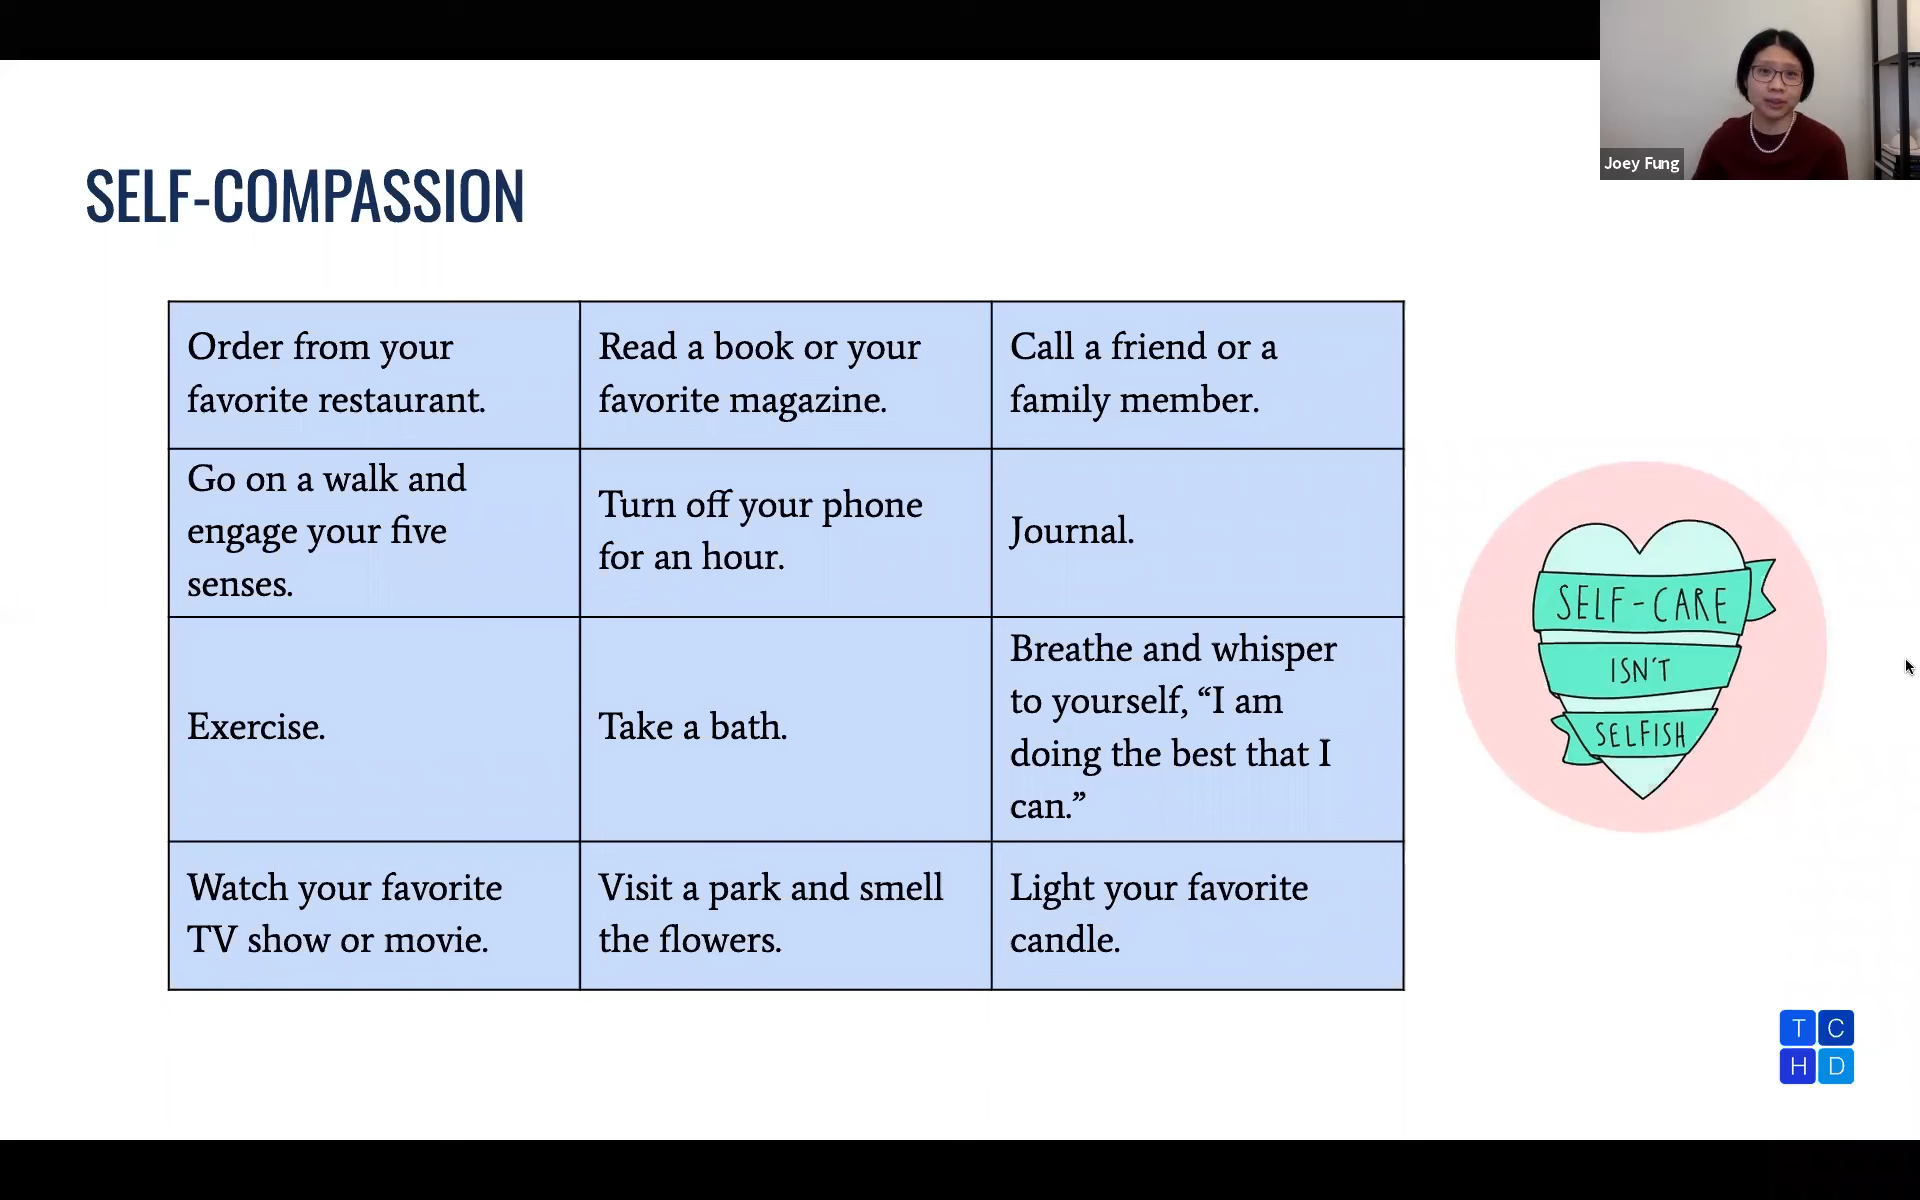 Joey Fung
SELF-COMPASSION
Order from your
favorite restaurant.
Read a book or your
favorite magazine.
Call a friend or a
family member.
Go on a walk and
engage your five
senses.
Turn off your phone
for an hour.
Journal.
Exercise.
Take a bath.
Breathe and whisper
to yourself, “I am
doing the best that I
can.”
Watch your favorite
TV show or movie.
Visit a park and smell
the flowers.
Light your favorite
candle.
SELF-CARE
ISN'T
SELFISH
T C
H D